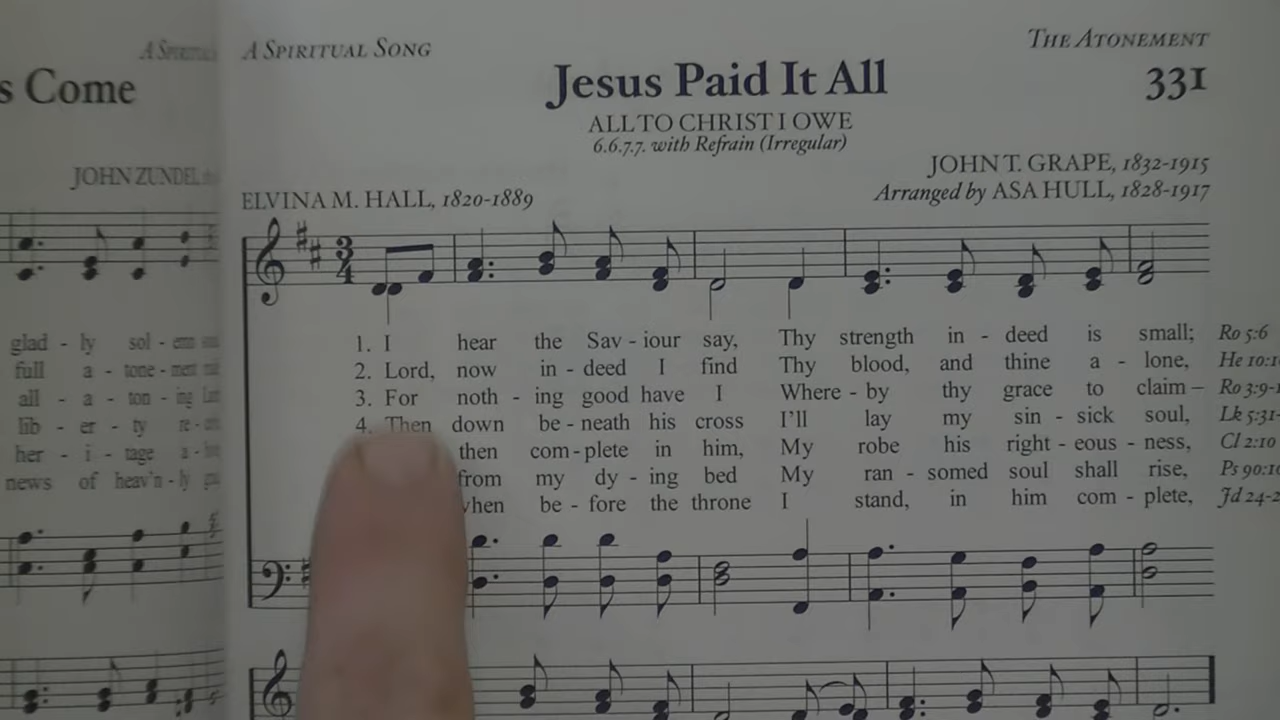 s Come
JOHN ZUNDEL
glad - ly sol -
full a - tone -
all - a - ton - ing
lib - er - ty re -
her - i - tage a -
news of heav'n - ly
A SPIRITUAL SONG
THE ATONEMENT
Jesus Paid It All
331
ALL TO CHRIST I OWE
6.6.7.7. with Refrain (Irregular)
JOHN T. GRAPE, 1832-1915
ELVINA M. HALL, 1820-1889
Arranged by ASA HULL, 1828-1917
3
4
1. I hear the Sav - iour say, Thy strength in - deed is small; Ro 5:6
2. Lord, now in - deed I find Thy blood, and thine a - lone, He 10:1
3. For noth - ing good have I Where - by thy grace to claim – Ro 3:9-1
4. Then down be - neath his cross I'll lay my sin - sick soul, Lk 5:31-
then com - plete in him, My robe his right - eous - ness, Cl 2:10
from my dy - ing bed My ran - somed soul shall rise, Ps 90:10
when be - fore the throne I stand, in him com - plete, Jd 24-2